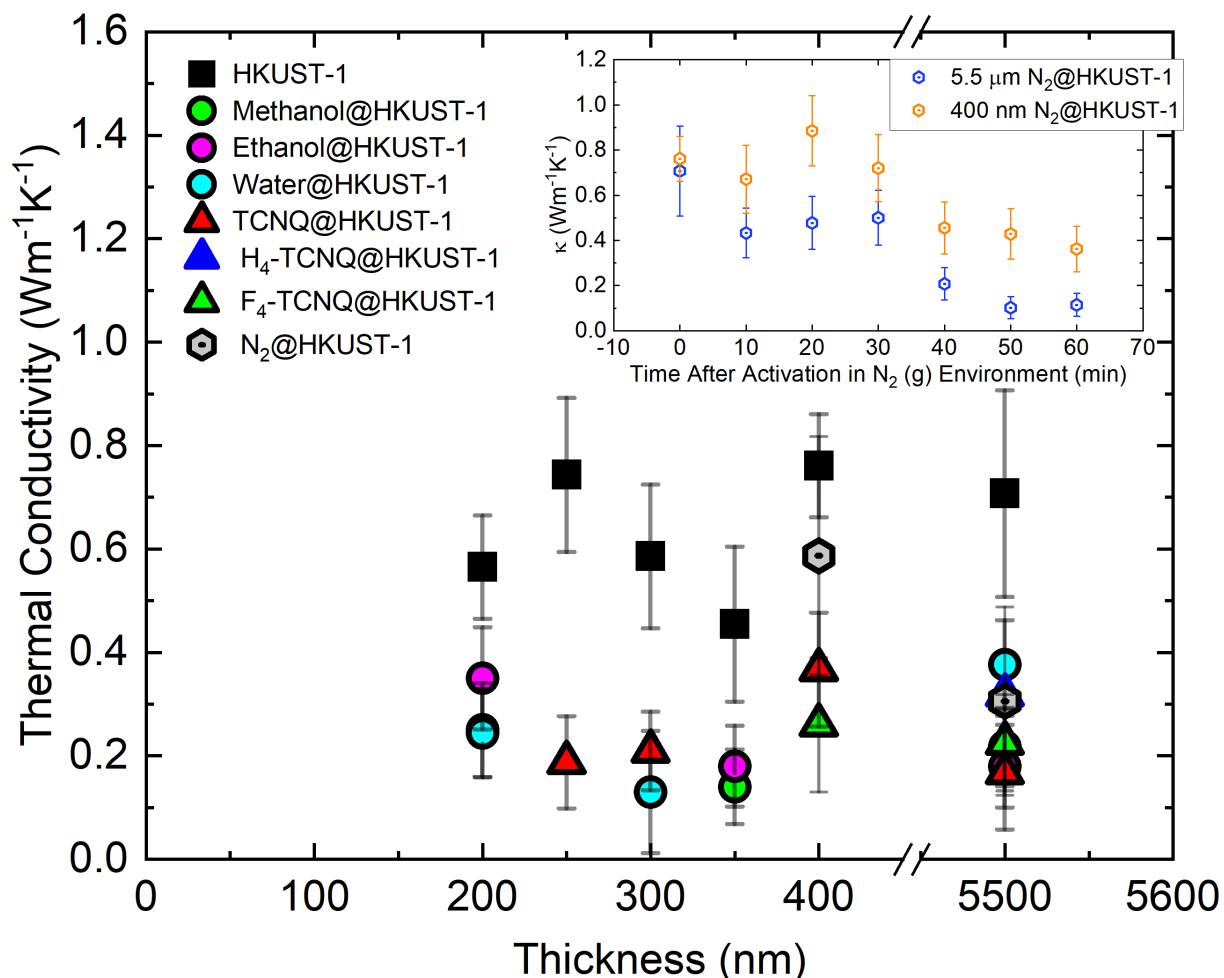 1.6
1.4
1.2
1.0
0.8
0.6
0.4
0.2
0.0
Thermal Conductivity (Wm⁻¹K⁻¹)
HKUST-1
Methanol@HKUST-1
Ethanol@HKUST-1
Water@HKUST-1
TCNQ@HKUST-1
H₄-TCNQ@HKUST-1
F₄-TCNQ@HKUST-1
N₂@HKUST-1
1.2
1.0
0.8
0.6
0.4
0.2
0.0
κ (Wm⁻¹K⁻¹)
5.5 μm N₂@HKUST-1
400 nm N₂@HKUST-1
-10 0 10 20 30 40 50 60 70
Time After Activation in N₂ (g) Environment (min)
0 100 200 300 400 5500 5600
Thickness (nm)